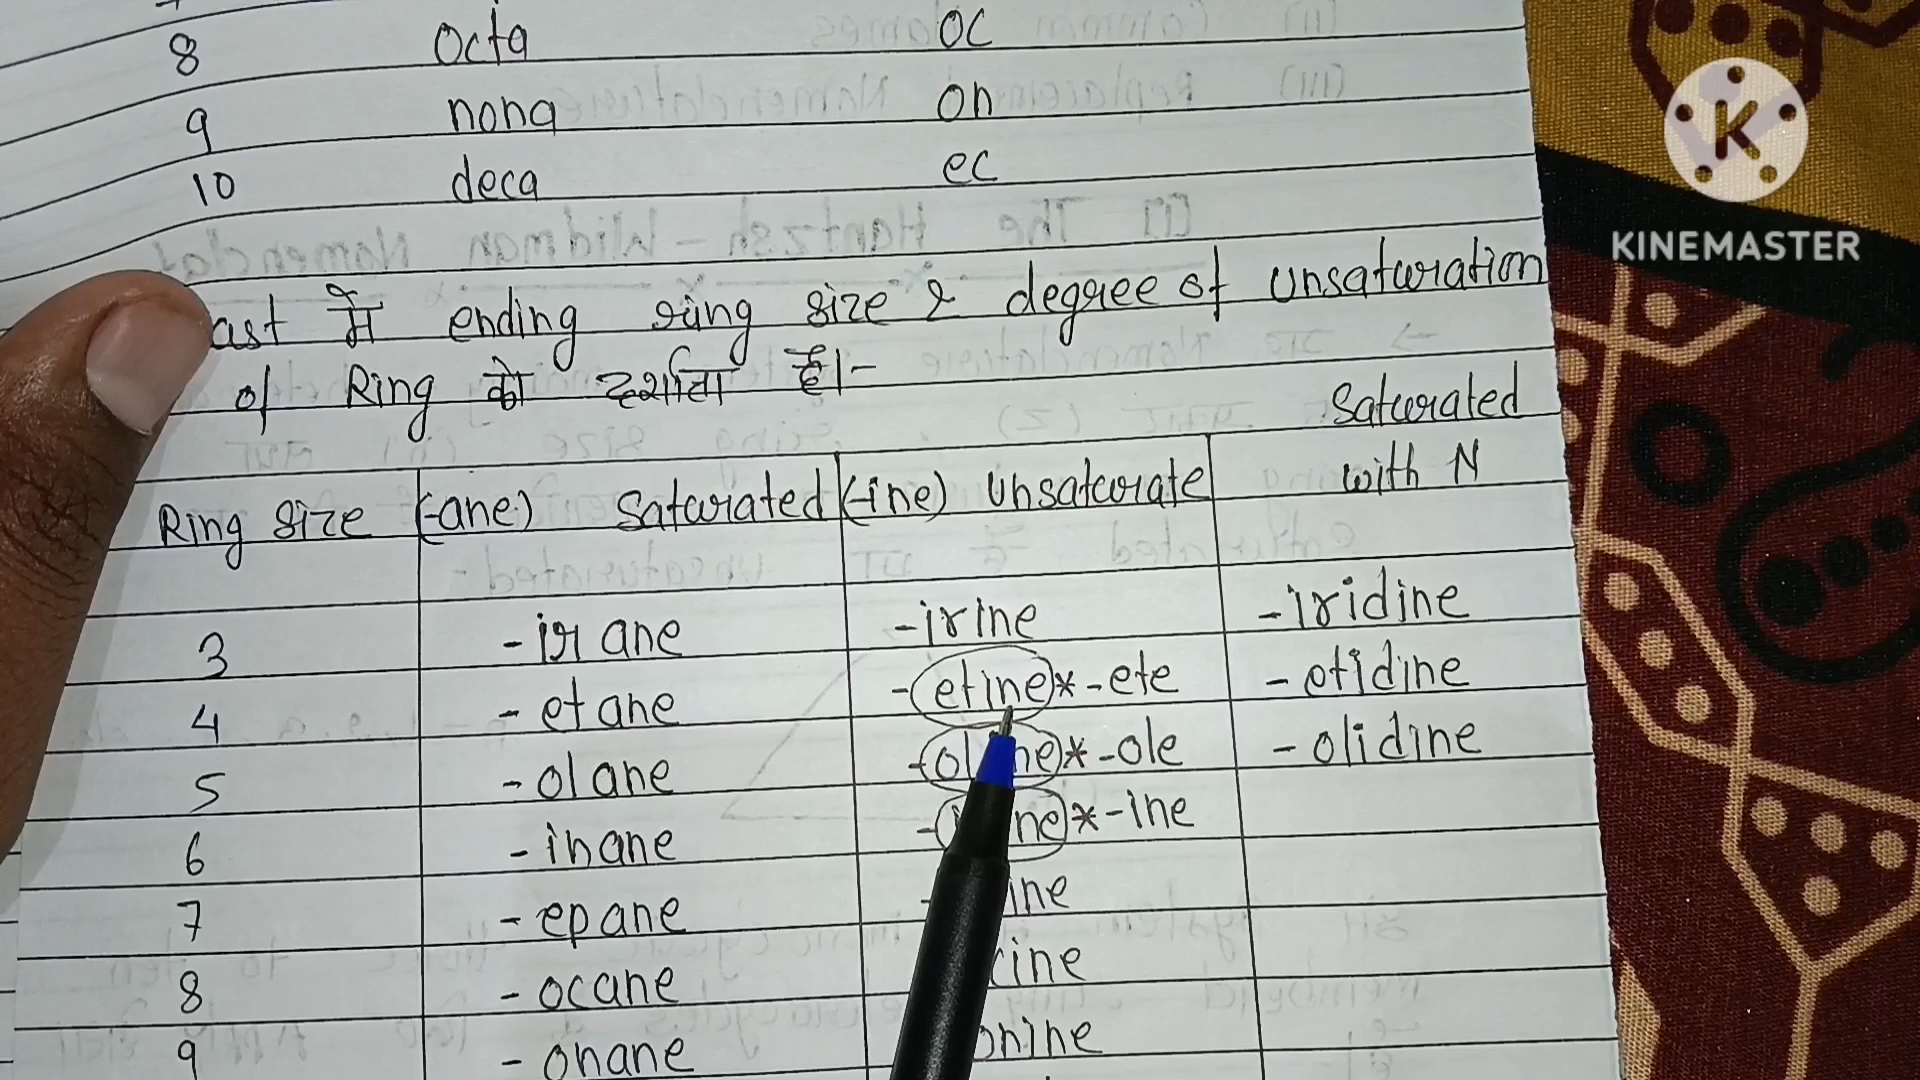 8 octa oc
9 nona on
10 deca ec
ast में ending ring size & degree of unsaturation
of Ring को दर्शाता है।-
Saturated
Ring Size (-ane) Saturated (-ine) Unsaturate with N
3 -irane -irine -iridine
4 -etane -etine* -ete -etidine
5 -olane * -ole -olidine
6 -inane * -ine
7 -epane ine
8 -ocane cine
9 -onane onine
KINEMASTER